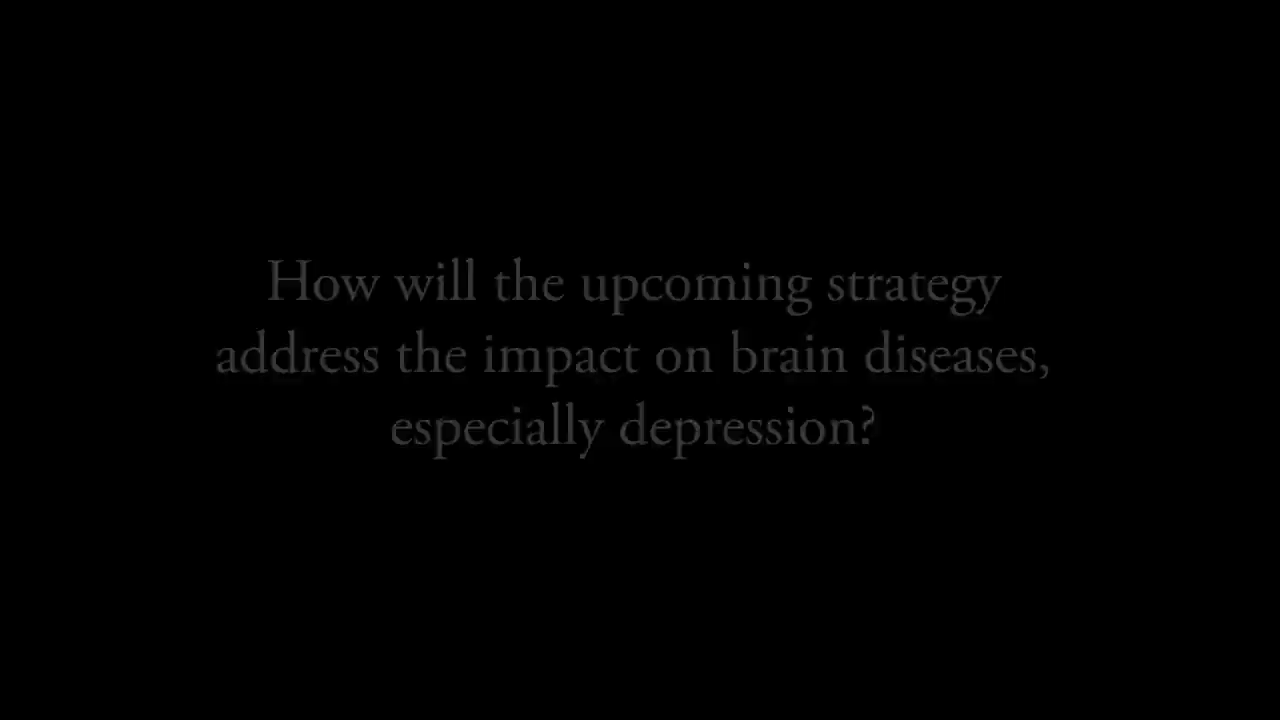 How will the upcoming strategy
address the impact on brain diseases,
especially depression?